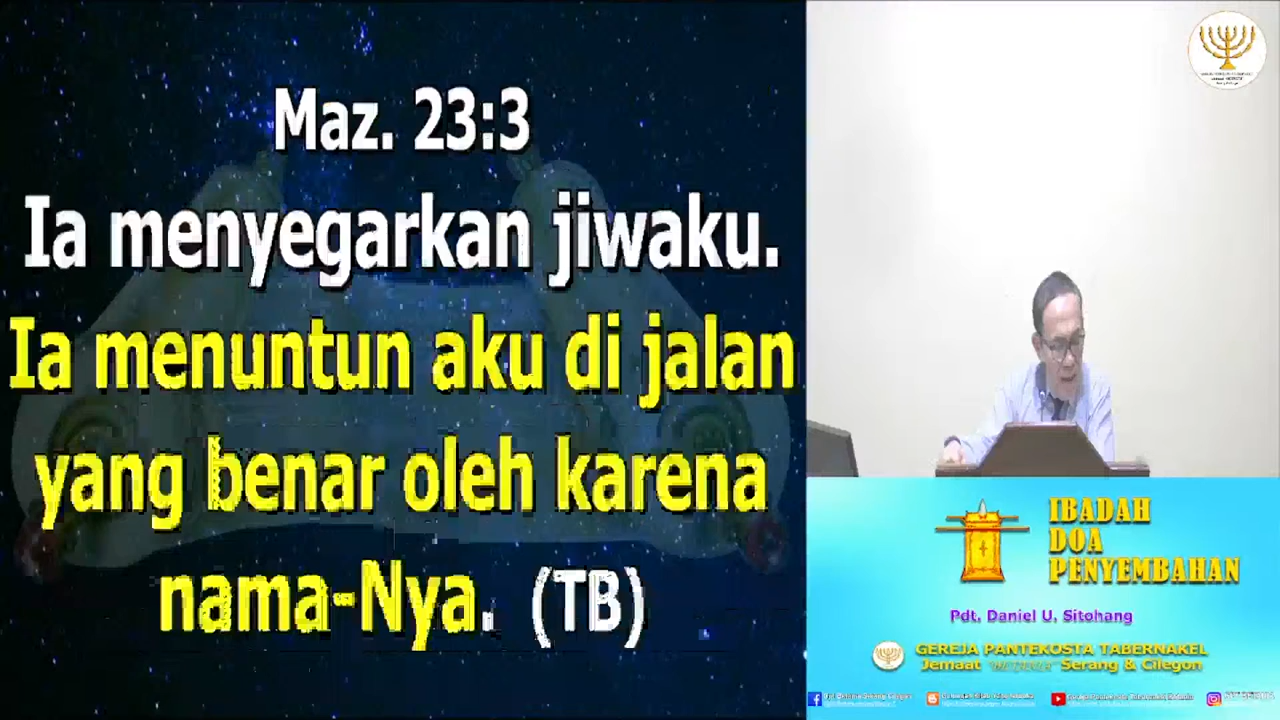 Maz. 23:3
Ia menyegarkan jiwaku.
Ia menuntun aku di jalan
yang benar oleh karena
nama-Nya. (TB)
IBADAH
DOA
PENYEMBAHAN
Pdt. Daniel U. Sitohang
GEREJA PANTEKOSTA TABERNAKEL
Jemaat Serang & Cilegon